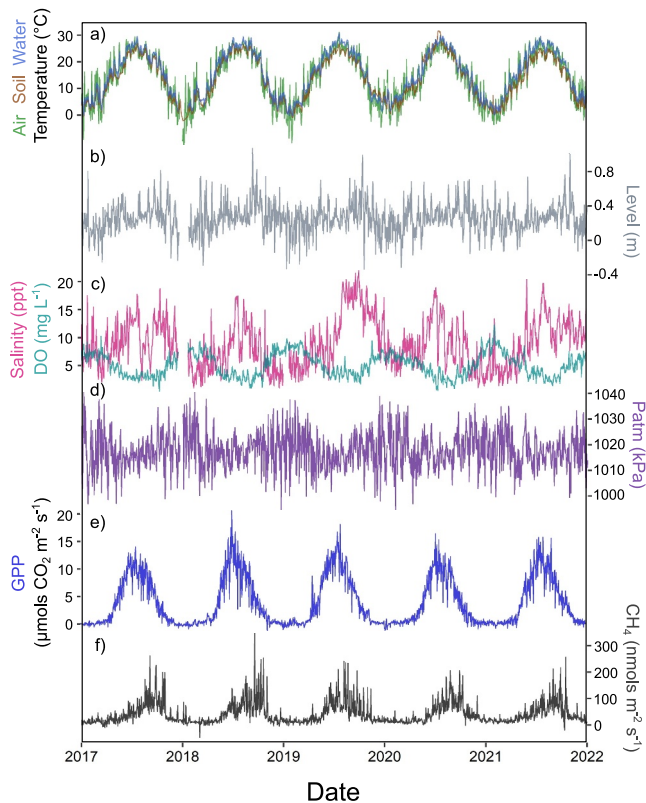 a)
Air Soil Water
Temperature (°C)
30
20
10
0
b)
0.8
0.4
0
-0.4
Level (m)
c)
Salinity (ppt)
DO (mg L-1)
20
15
10
5
d)
1040
1030
1020
1010
1000
Patm (kPa)
e)
GPP
(μmols CO2 m-2 s-1)
20
15
10
5
0
f)
300
200
100
0
CH4 (nmols m-2 s-1)
2017 2018 2019 2020 2021 2022
Date